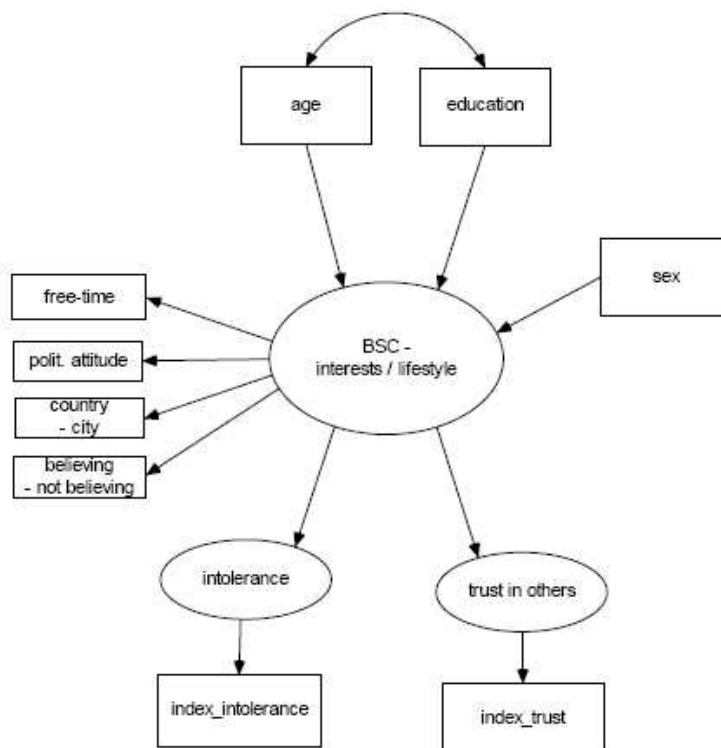 age
education
sex
free-time
BSC -
interests / lifestyle
polit. attitude
country
- city
believing
- not believing
intolerance
trust in others
index_intolerance
index_trust